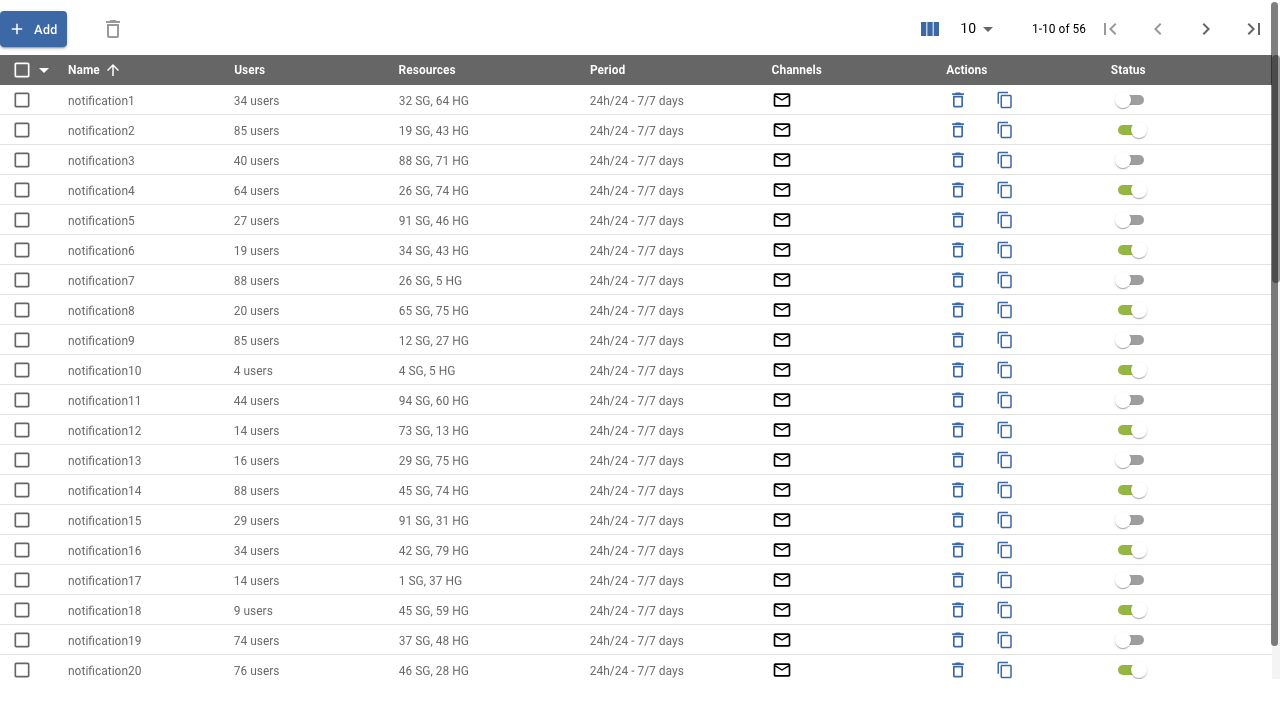 Add 10 1-10 of 56
Name Users Resources Period Channels Actions Status
notification1 34 users 32 SG, 64 HG 24h/24 - 7/7 days
notification2 85 users 19 SG, 43 HG 24h/24 - 7/7 days
notification3 40 users 88 SG, 71 HG 24h/24 - 7/7 days
notification4 64 users 26 SG, 74 HG 24h/24 - 7/7 days
notification5 27 users 91 SG, 46 HG 24h/24 - 7/7 days
notification6 19 users 34 SG, 43 HG 24h/24 - 7/7 days
notification7 88 users 26 SG, 5 HG 24h/24 - 7/7 days
notification8 20 users 65 SG, 75 HG 24h/24 - 7/7 days
notification9 85 users 12 SG, 27 HG 24h/24 - 7/7 days
notification10 4 users 4 SG, 5 HG 24h/24 - 7/7 days
notification11 44 users 94 SG, 60 HG 24h/24 - 7/7 days
notification12 14 users 73 SG, 13 HG 24h/24 - 7/7 days
notification13 16 users 29 SG, 75 HG 24h/24 - 7/7 days
notification14 88 users 45 SG, 74 HG 24h/24 - 7/7 days
notification15 29 users 91 SG, 31 HG 24h/24 - 7/7 days
notification16 34 users 42 SG, 79 HG 24h/24 - 7/7 days
notification17 14 users 1 SG, 37 HG 24h/24 - 7/7 days
notification18 9 users 45 SG, 59 HG 24h/24 - 7/7 days
notification19 74 users 37 SG, 48 HG 24h/24 - 7/7 days
notification20 76 users 46 SG, 28 HG 24h/24 - 7/7 days